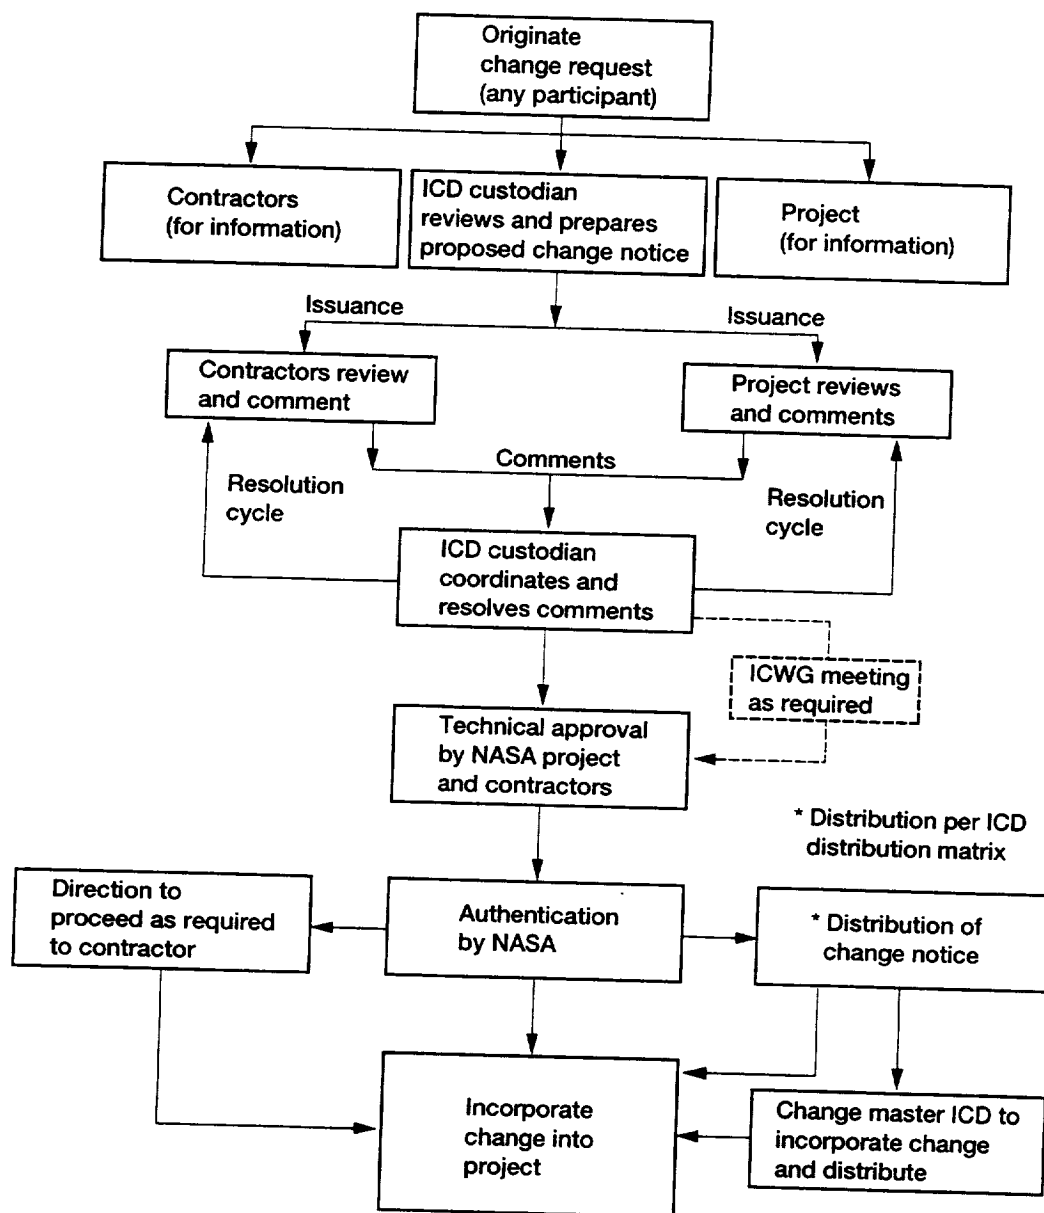 Originate
change request
(any participant)
Contractors
(for information)
ICD custodian
reviews and prepares
proposed change notice
Project
(for information)
Issuance
Issuance
Contractors review
and comment
Project reviews
and comments
Comments
Resolution
cycle
Resolution
cycle
ICD custodian
coordinates and
resolves comments
ICWG meeting
as required
Technical approval
by NASA project
and contractors
* Distribution per ICD
distribution matrix
Direction to
proceed as required
to contractor
Authentication
by NASA
* Distribution of
change notice
Incorporate
change into
project
Change master ICD to
incorporate change
and distribute